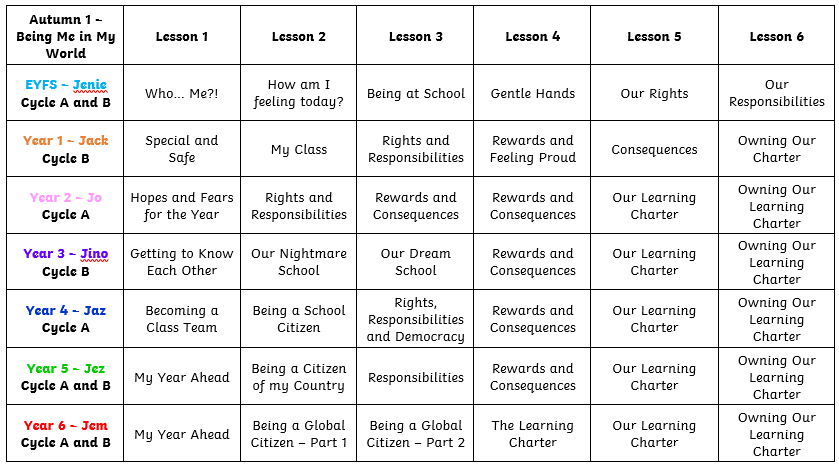 Autumn 1 ~
Being Me in My
World
Lesson 1
Lesson 2
Lesson 3
Lesson 4
Lesson 5
Lesson 6
EYFS ~ Jenie
Cycle A and B
Who... Me?!
How am I
feeling today?
Being at School
Gentle Hands
Our Rights
Our
Responsibilities
Year 1 ~ Jack
Cycle B
Special and
Safe
My Class
Rights and
Responsibilities
Rewards and
Feeling Proud
Consequences
Owning Our
Charter
Year 2 ~ Jo
Cycle A
Hopes and Fears
for the Year
Rights and
Responsibilities
Rewards and
Consequences
Rewards and
Consequences
Our Learning
Charter
Owning Our
Learning
Charter
Year 3 ~ Jino
Cycle B
Getting to Know
Each Other
Our Nightmare
School
Our Dream
School
Rewards and
Consequences
Our Learning
Charter
Owning Our
Learning
Charter
Year 4 ~ Jaz
Cycle A
Becoming a
Class Team
Being a School
Citizen
Rights,
Responsibilities
and Democracy
Rewards and
Consequences
Our Learning
Charter
Owning Our
Learning
Charter
Year 5 ~ Jez
Cycle A and B
My Year Ahead
Being a Citizen
of my Country
Responsibilities
Rewards and
Consequences
Our Learning
Charter
Owning Our
Learning
Charter
Year 6 ~ Jem
Cycle A and B
My Year Ahead
Being a Global
Citizen – Part 1
Being a Global
Citizen – Part 2
The Learning
Charter
Our Learning
Charter
Owning Our
Learning
Charter